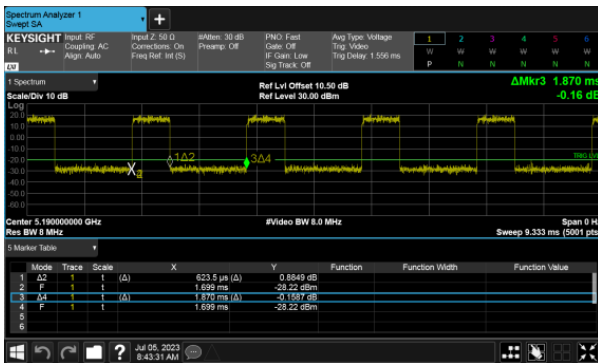 Spectrum Analyzer 1
Swept SA
+
KEYSIGHT Input: RF Input Z: 50 Ω #Atten: 30 dB PNO: Fast Avg Type: Voltage 1 2 3 4 5 6
RL Coupling: AC Corrections: On Preamp: Off Gate: Off Trig: Video W W W W W W
Align: Auto Freq Ref: Int (S) IF Gain: Low Trig Delay: 1.556 ms P N N N N N
LXI Sig Track: Off
1 Spectrum
Scale/Div 10 dB
Ref Lvl Offset 10.50 dB
Ref Level 30.00 dBm
ΔMkr3 1.870 ms
-0.16 dB
Log
20.0
10.0
0.00
-10.0
-20.0
-30.0
-40.0
-50.0
-60.0
1Δ2
3Δ4
TRIG LVL
Center 5.190000000 GHz #Video BW 8.0 MHz Span 0 Hz
Res BW 8 MHz Sweep 9.333 ms (5001 pts)
5 Marker Table
Mode Trace Scale X Y Function Function Width Function Value
1 Δ2 1 t (Δ) 623.5 µs (Δ) 0.8849 dB
2 F 1 t 1.699 ms -28.22 dBm
3 Δ4 1 t (Δ) 1.870 ms (Δ) -0.1587 dB
4 F 1 t 1.699 ms -28.22 dBm
5
6
?
Jul 05, 2023
8:43:31 AM